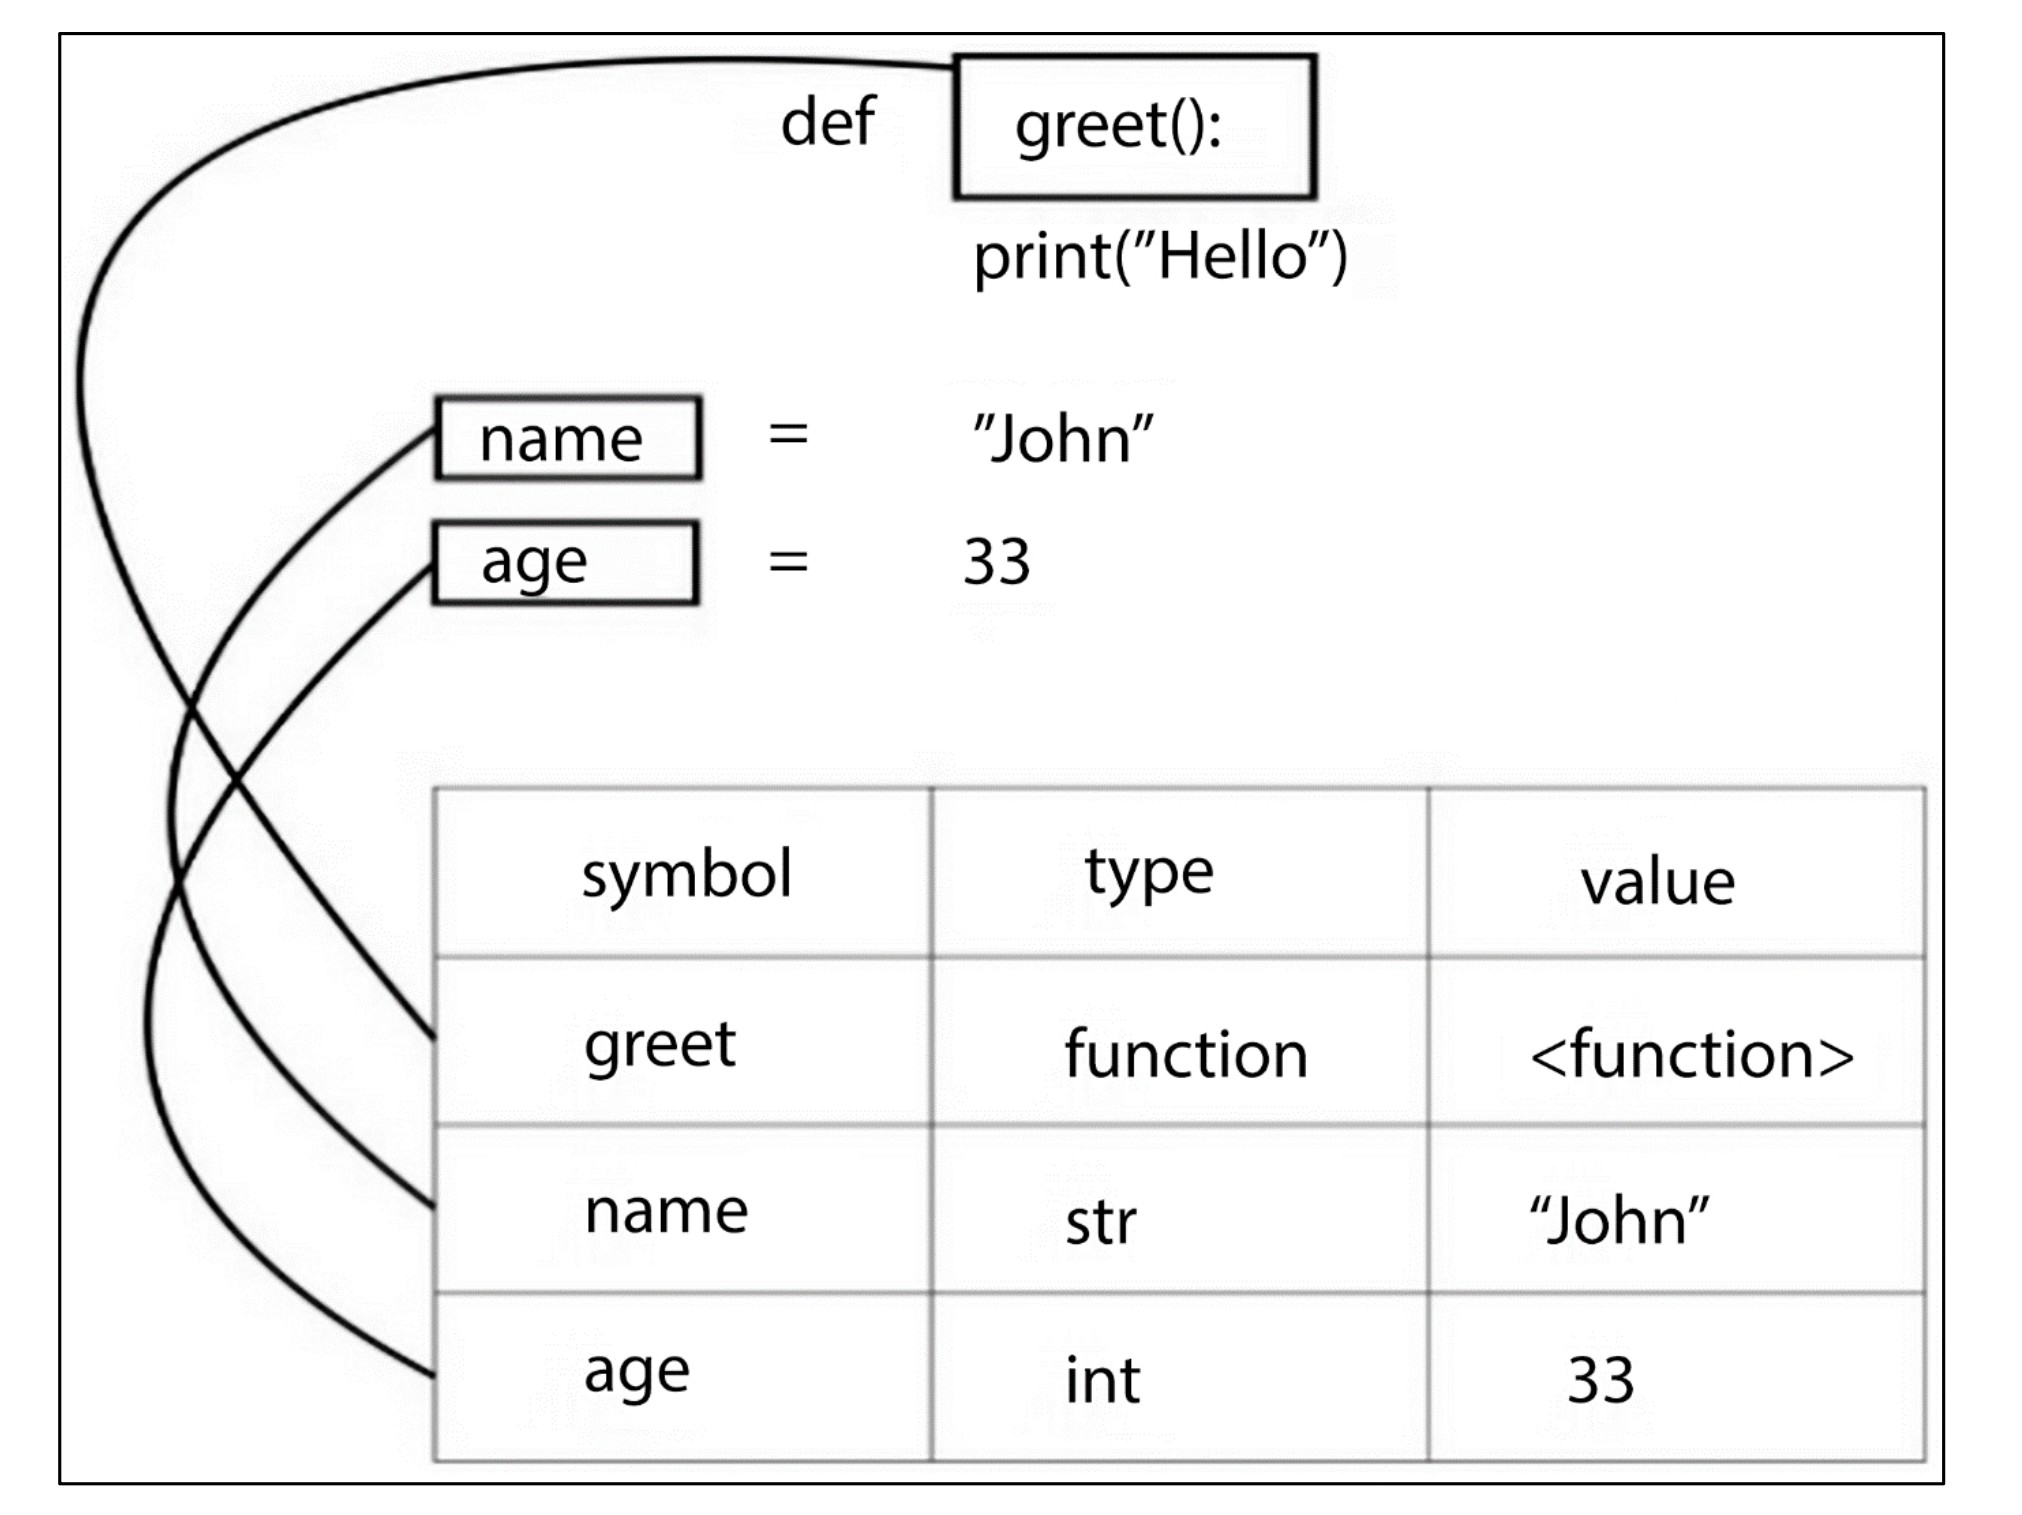 def greet():
print(″Hello″)
name = ″John″
age = 33
symbol type value
greet function <function>
name str “John”
age int 33